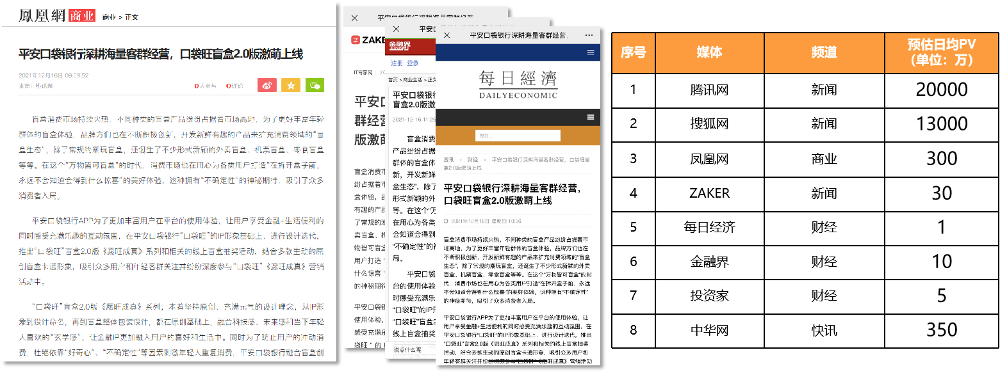 鳳凰網 商业 商业 > 正文
平安口袋银行深耕海量客群经营，口袋旺盲盒2.0版激萌上线
2021年12月16日 09:59:52
来源：热讯网
0人参与 0评论
盲盒消费市场持续火热，不同种类的盲盒产品纷纷占据着市场高地，为了更好丰富年轻
群体的盲盒体验，品牌方们也在不断积极创新，开发新鲜有趣的产品来扩充消费领域的“盲
盒生态”，除了常规的潮玩盲盒，还诞生了不少形式新颖的外卖盲盒、机票盲盒、零食盲盒
等等。在这个“万物皆可盲盒”的时代，消费市场也在用心为各类用户打造“在拆开盒子前，
永远不会知道会得到什么惊喜”的美好体验，这种拥有“不确定性”的神秘期待，吸引了众多
消费者入局。
平安口袋银行APP为了更加丰富用户在平台的使用体验，让用户享受金融+生活便利的
同时感受充满乐趣的互动氛围，在平安口袋银行“口袋旺”的IP形象基础上，进行设计迭代，
推出“口袋旺”盲盒2.0版《愿旺成真》系列和相关的线上盲盒抽奖活动，结合多款生动的原
创盲盒卡通形象，吸引众多用户和年轻客群关注并纷纷深度参与“口袋旺”《愿旺成真》营销
活动中。
“口袋旺”盲盒2.0版《愿旺成真》系列，本着坚持原创、充满元气的设计理念，从IP形
象到设计命名，再到盲盒整体包装设计，都在原创基础上，融合科技感、未来感和当下年轻
人喜欢的“玄学感”，让金融IP更加融入用户的喜好和生活中。同时为了防止用户的冲动消
费，杜绝依靠“好奇心”、“不确定性”等因素刺激年轻人重复消费，平安口袋银行融合盲盒创
平安口袋银行深耕海量客群经营
ZAKER
IT专家网
平安口
群经营
版激萌
盲盒消费市
纷占据着市
盒体验，品
有趣的产品
了常规的潮
卖盲盒、机
物皆可盲盒
用户打造“
什么惊喜”
的神秘期待
平安口袋银
使用体验，
感受充满乐
旺“的IP
平安口
金融界
注册 登录
首页 > 商业生活 > 正文
平安口袋银行
盲盒2.0版激
2021-12-16 11:26
盲盒消费
产品纷纷占据
群体的盲盒体
新，开发新鲜
盒生态”，除了
形式新颖的外
等。在这个“万
在用心为各类
会知道会得到
“不确定性”的神
局。
平安口袋
台的使用体验
时感受充满乐
“口袋旺”的IP形
“口袋旺”盲盒2
线上盲盒抽奖
说点什么呢
平安口袋银行深耕海量客群经营，
每日經濟
DAILYECONOMIC
搜索...
资讯 > 财经 > 平安口袋银行深耕海量客群经营，口袋旺盲
盒2.0版激萌上线
平安口袋银行深耕海量客群经营，
口袋旺盲盒2.0版激萌上线
2021年12月16日 星期四 10:36
盲盒消费市场持续火热，不同种类的盲盒产品纷纷占据着市
场高地，为了更好丰富年轻群体的盲盒体验，品牌方们也在
不断积极创新，开发新鲜有趣的产品来扩充消费领域的“盲盒
生态”，除了常规的潮玩盲盒，还诞生了不少形式新颖的外卖
盲盒、机票盲盒、零食盲盒等等。在这个“万物皆可盲盒”的时
代，消费市场也在用心为各类用户打造“在拆开盒子前，永远
不会知道会得到什么惊喜”的美好体验，这种拥有“不确定性”
的神秘期待，吸引了众多消费者入局。
平安口袋银行APP为了更加丰富用户在平台的使用体验，让
用户享受金融+生活便利的同时感受充满乐趣的互动氛围，在
平安口袋银行“口袋旺”的IP形象基础上，进行设计迭代，推出
“口袋旺”盲盒2.0版《愿旺成真》系列和相关的线上盲盒抽奖
活动，结合多款生动的原创盲盒卡通形象，吸引众多用户和
年轻客群关注并纷纷深度参与“口袋旺”《愿旺成真》营销活动
序号 媒体 频道 预估日均PV
(单位：万)
1 腾讯网 新闻 20000
2 搜狐网 新闻 13000
3 凤凰网 商业 300
4 ZAKER 新闻 30
5 每日经济 财经 1
6 金融界 财经 10
7 投资家 财经 5
8 中华网 快讯 350